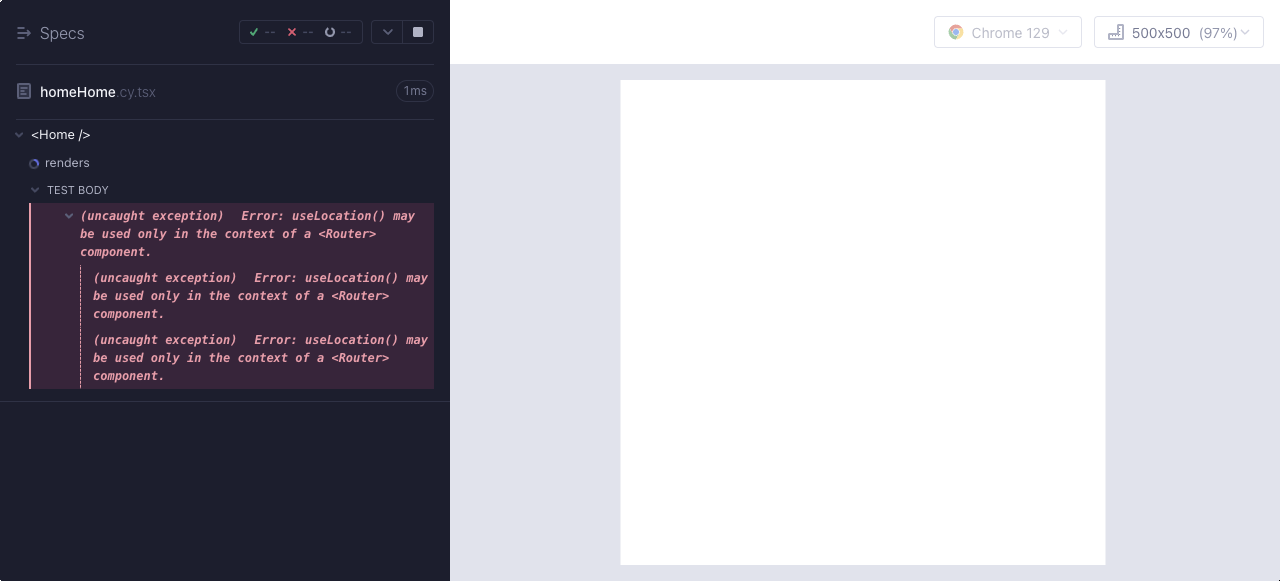 Specs
-- -- --
Chrome 129
500x500 (97%)
homeHome.cy.tsx
1ms
<Home />
renders
TEST BODY
(uncaught exception) Error: useLocation() may
be used only in the context of a <Router>
component.
(uncaught exception) Error: useLocation() may
be used only in the context of a <Router>
component.
(uncaught exception) Error: useLocation() may
be used only in the context of a <Router>
component.